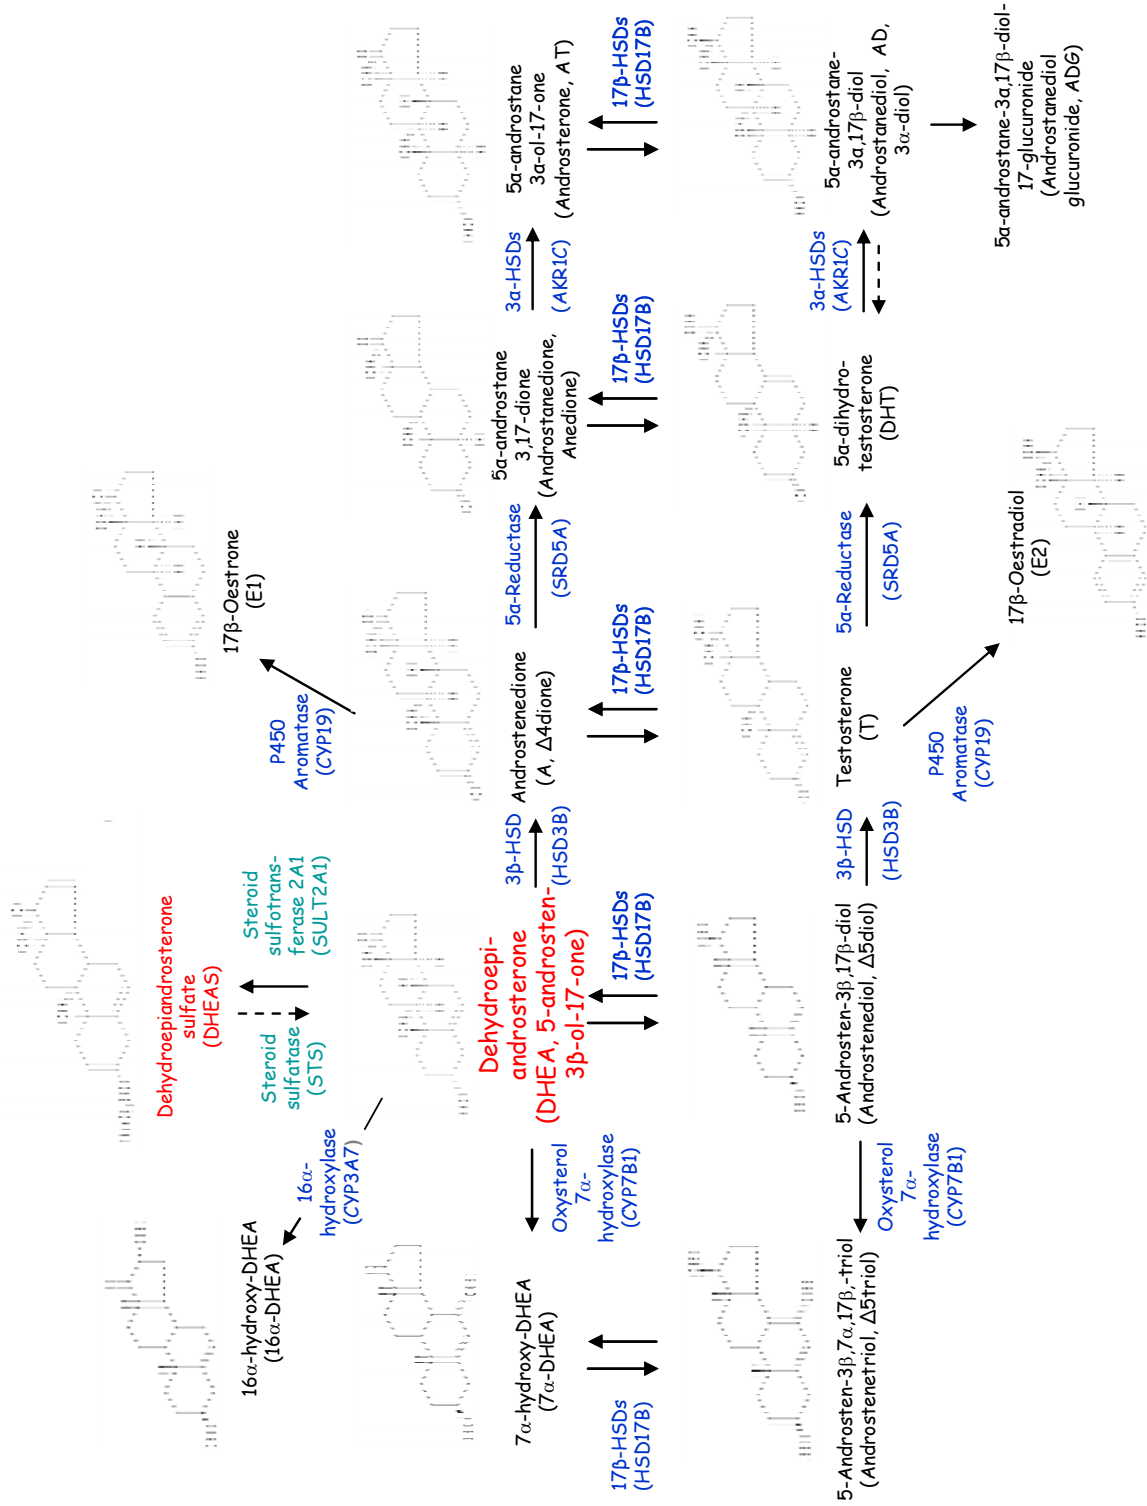 Dehydroepiandrosterone
sulfate
(DHEAS)
Steroid
sulfatase
(STS)
Steroid
sulfotrans-
ferase 2A1
(SULT2A1)
16α-hydroxy-DHEA
(16α-DHEA)
16α-
hydroxylase
(CYP3A7)
P450
Aromatase
(CYP19)
17β-Oestrone
(E1)
7α-hydroxy-DHEA
(7α-DHEA)
Oxysterol
7α-
hydroxylase
(CYP7B1)
Dehydroepi-
androsterone
(DHEA, 5-androsten-
3β-ol-17-one)
3β-HSD
(HSD3B)
Androstenedione
(A, Δ4dione)
5α-Reductase
(SRD5A)
5α-androstane
3,17-dione
(Androstanedione,
Anedione)
3α-HSDs
(AKR1C)
5α-androstane
3α-ol-17-one
(Androsterone, AT)
17β-HSDs
(HSD17B)
17β-HSDs
(HSD17B)
17β-HSDs
(HSD17B)
17β-HSDs
(HSD17B)
17β-HSDs
(HSD17B)
5-Androsten-3β,7α,17β,-triol
(Androstenetriol, Δ5triol)
Oxysterol
7α-
hydroxylase
(CYP7B1)
5-Androsten-3β,17β-diol
(Androstenediol, Δ5diol)
3β-HSD
(HSD3B)
Testosterone
(T)
5α-Reductase
(SRD5A)
5α-dihydro-
testosterone
(DHT)
3α-HSDs
(AKR1C)
5α-androstane-
3α,17β-diol
(Androstanediol, AD,
3α-diol)
P450
Aromatase
(CYP19)
17β-Oestradiol
(E2)
5α-androstane-3α,17β-diol-
17-glucuronide
(Androstanediol
glucuronide, ADG)